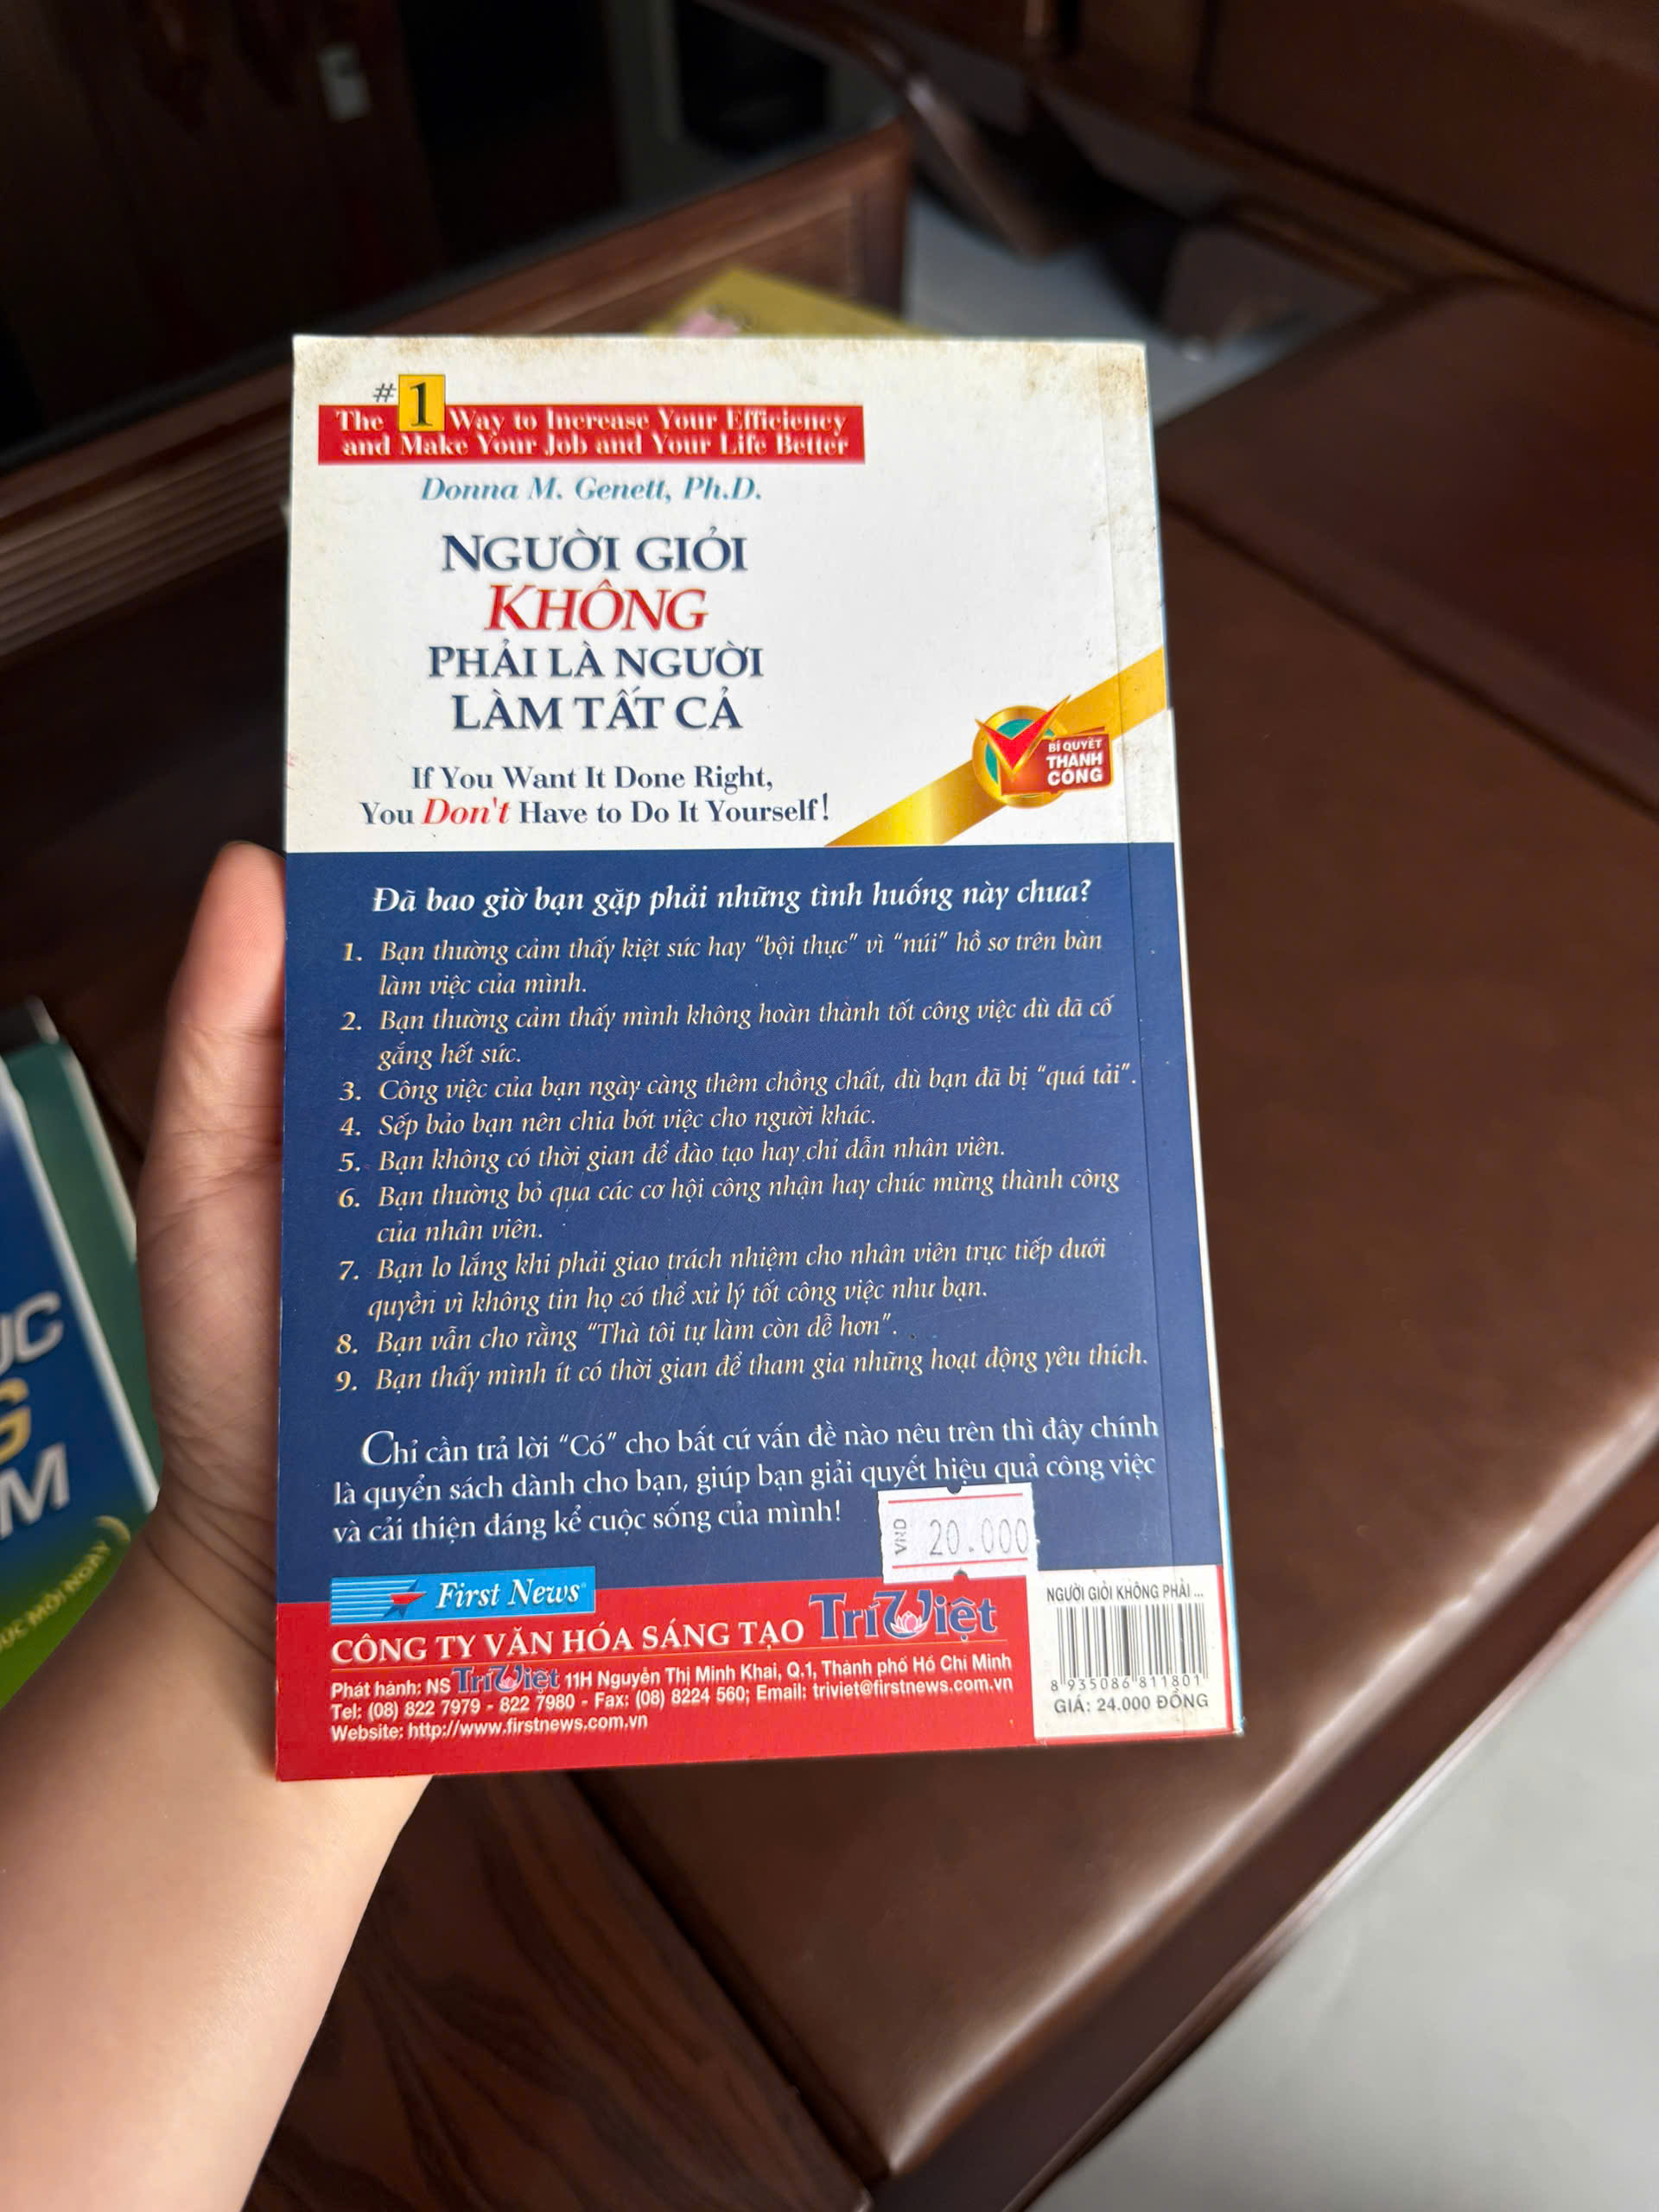 #1
The Way to Increase Your Efficiency
and Make Your Job and Your Life Better
Donna M. Genett, Ph.D.
NGƯỜI GIỎI
KHÔNG
PHẢI LÀ NGƯỜI
LÀM TẤT CẢ
If You Want It Done Right,
You Don't Have to Do It Yourself!
BÍ QUYẾT
THÀNH
CÔNG
Đã bao giờ bạn gặp phải những tình huống này chưa?
1. Bạn thường cảm thấy kiệt sức hay “bội thực” vì “núi” hồ sơ trên bàn
làm việc của mình.
2. Bạn thường cảm thấy mình không hoàn thành tốt công việc dù đã cố
gắng hết sức.
3. Công việc của bạn ngày càng thêm chồng chất, dù bạn đã bị “quá tải”.
4. Sếp bảo bạn nên chia bớt việc cho người khác.
5. Bạn không có thời gian để đào tạo hay chỉ dẫn nhân viên.
6. Bạn thường bỏ qua các cơ hội công nhận hay chúc mừng thành công
của nhân viên.
7. Bạn lo lắng khi phải giao trách nhiệm cho nhân viên trực tiếp dưới
quyền vì không tin họ có thể xử lý tốt công việc như bạn.
8. Bạn vẫn cho rằng “Thà tôi tự làm còn dễ hơn”.
9. Bạn thấy mình ít có thời gian để tham gia những hoạt động yêu thích.
Chỉ cần trả lời “Có” cho bất cứ vấn đề nào nêu trên thì đây chính
là quyển sách dành cho bạn, giúp bạn giải quyết hiệu quả công việc
và cải thiện đáng kể cuộc sống của mình!
VND 20.000
First News
CÔNG TY VĂN HÓA SÁNG TẠO Trí Việt
Phát hành: NS Trí Việt 11H Nguyễn Thị Minh Khai, Q.1, Thành phố Hồ Chí Minh
Tel: (08) 822 7979 - 822 7980 - Fax: (08) 8224 560; Email: triviet@firstnews.com.vn
Website: http://www.firstnews.com.vn
NGƯỜI GIỎI KHÔNG PHẢI ...
8 935086 811801
GIÁ: 24.000 ĐỒNG
ỨC MỖI NGÀY